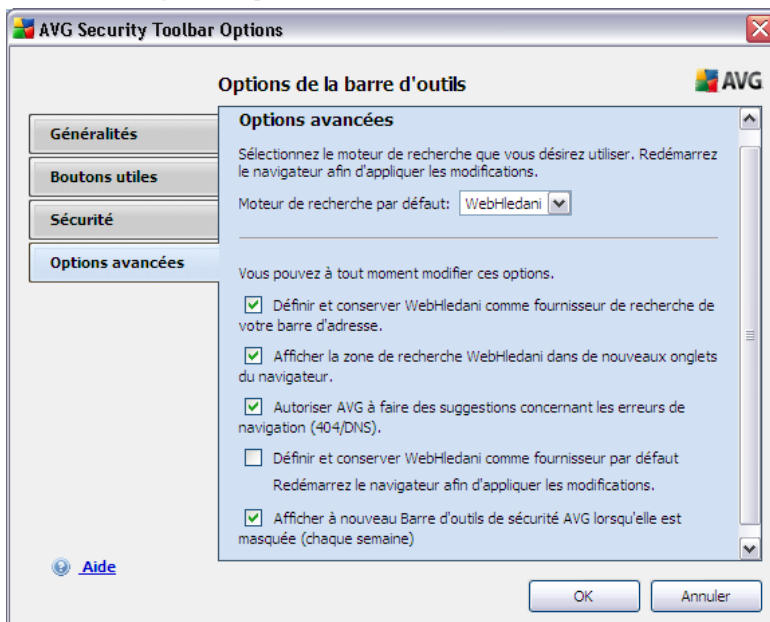 AVG Security Toolbar Options
Options de la barre d'outils
AVG
Généralités
Boutons utiles
Sécurité
Options avancées
Options avancées
Sélectionnez le moteur de recherche que vous désirez utiliser. Redémarrez
le navigateur afin d'appliquer les modifications.
Moteur de recherche par défaut: WebHledani
Vous pouvez à tout moment modifier ces options.
Définir et conserver WebHledani comme fournisseur de recherche de
votre barre d'adresse.
Afficher la zone de recherche WebHledani dans de nouveaux onglets
du navigateur.
Autoriser AVG à faire des suggestions concernant les erreurs de
navigation (404/DNS).
Définir et conserver WebHledani comme fournisseur par défaut
Redémarrez le navigateur afin d'appliquer les modifications.
Afficher à nouveau Barre d'outils de sécurité AVG lorsqu'elle est
masquée (chaque semaine)
Aide
OK
Annuler